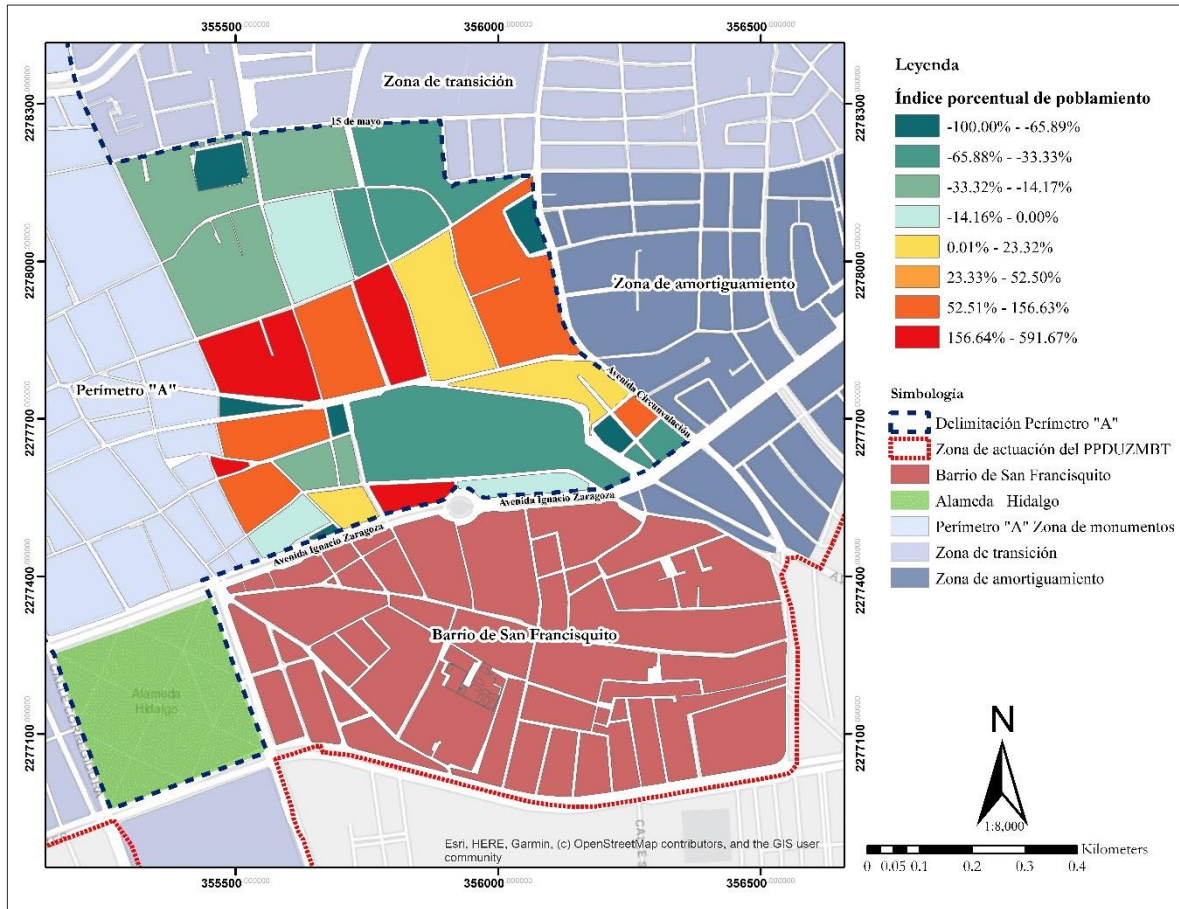 355500.000000
356000.000000
356500.000000
2278300.000000
2278000.000000
2277700.000000
2277400.000000
2277100.000000
Zona de transición
15 de mayo
Zona de amortiguamiento
Perímetro "A"
Avenida Circunvalación
Avenida Ignacio Zaragoza
Avenida Ignacio Zaragoza
Barrio de San Francisquito
Alameda
Hidalgo
Esri, HERE, Garmin, (c) OpenStreetMap contributors, and the GIS user
community
2278300.000000
2278000.000000
2277700.000000
2277400.000000
2277100.000000
355500.000000
356000.000000
356500.000000
Leyenda
Índice porcentual de poblamiento
-100.00% - -65.89%
-65.88% - -33.33%
-33.32% - -14.17%
-14.16% - 0.00%
0.01% - 23.32%
23.33% - 52.50%
52.51% - 156.63%
156.64% - 591.67%
Simbología
Delimitación Perímetro "A"
Zona de actuación del PPDUZMBT
Barrio de San Francisquito
Alameda Hidalgo
Perímetro "A" Zona de monumentos
Zona de transición
Zona de amortiguamiento
N
1:8,000
Kilometers
0 0.05 0.1 0.2 0.3 0.4